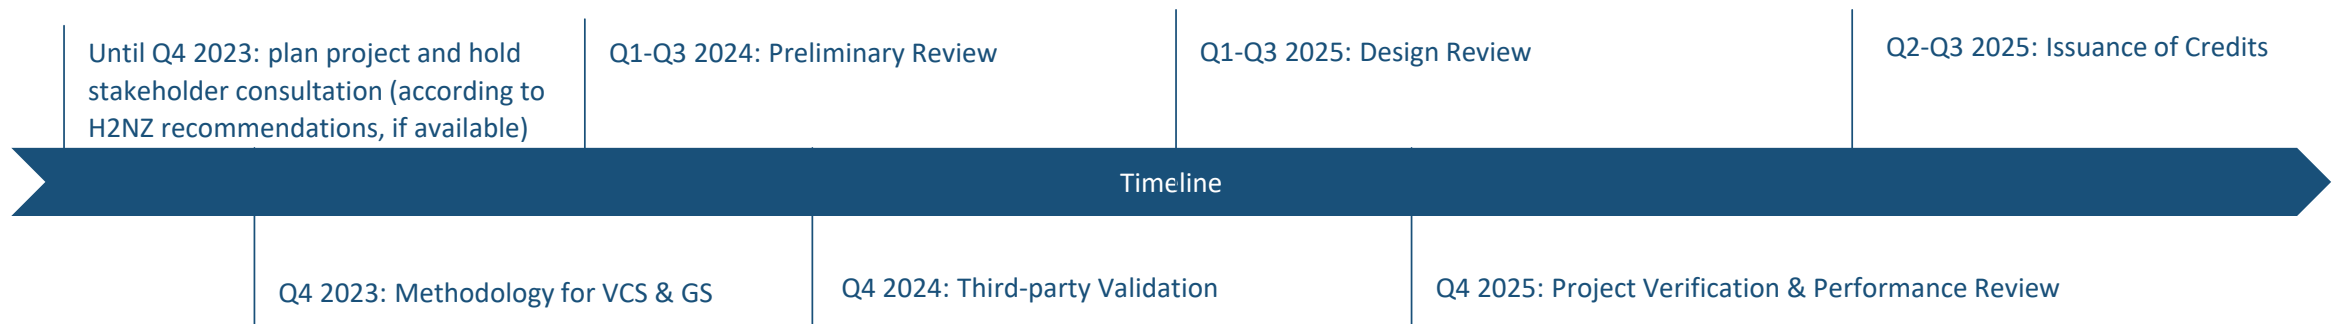 Until Q4 2023: plan project and hold
stakeholder consultation (according to
H2NZ recommendations, if available)
Q1-Q3 2024: Preliminary Review
Q1-Q3 2025: Design Review
Q2-Q3 2025: Issuance of Credits
Timeline
Q4 2023: Methodology for VCS & GS
Q4 2024: Third-party Validation
Q4 2025: Project Verification & Performance Review